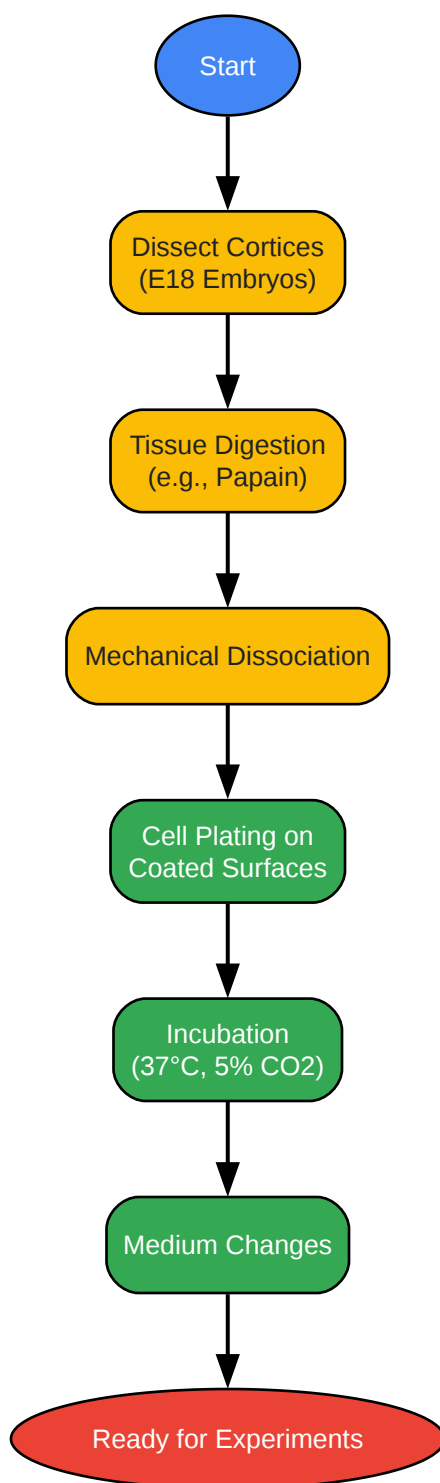 Start
Dissect Cortices
(E18 Embryos)
Tissue Digestion
(e.g., Papain)
Mechanical Dissociation
Cell Plating on
Coated Surfaces
Incubation
(37°C, 5% CO2)
Medium Changes
Ready for Experiments